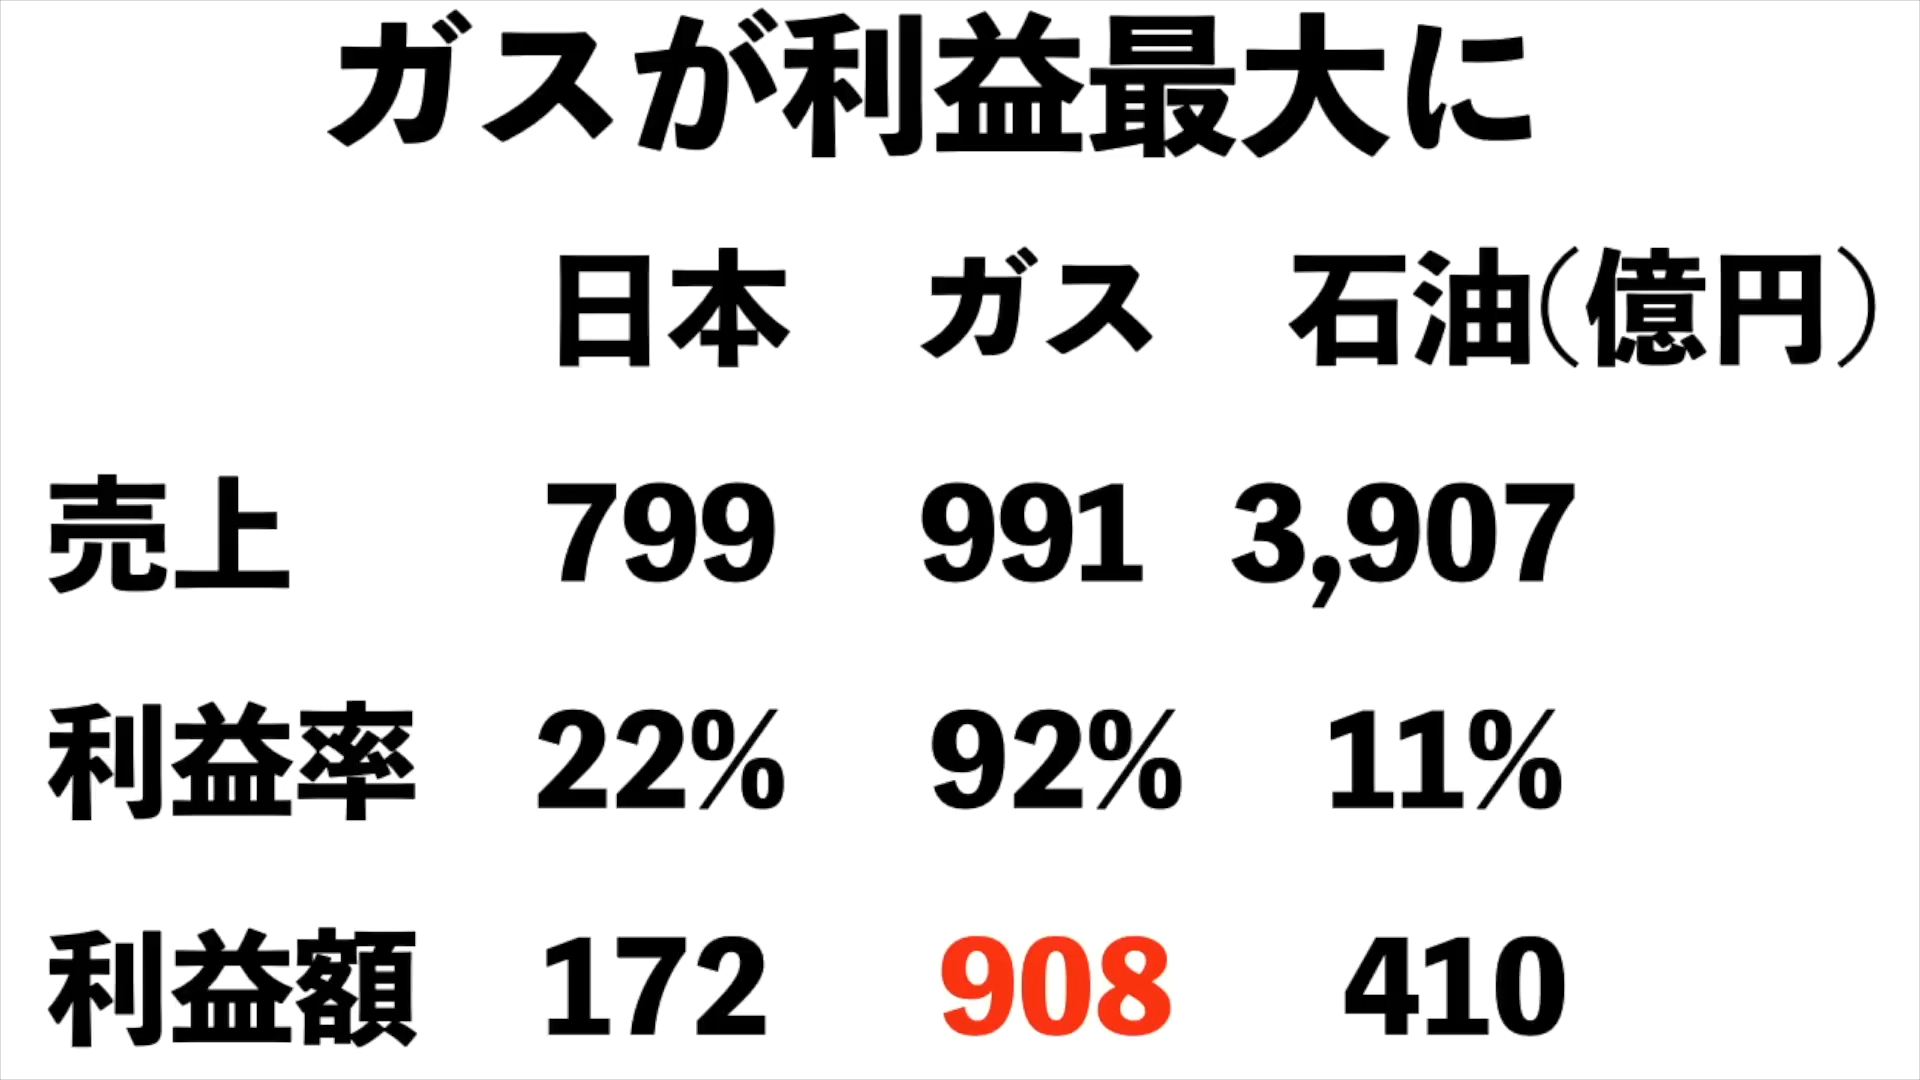 ガスが利益最大に
日本 ガス 石油(億円)
売上 799 991 3,907
利益率 22% 92% 11%
利益額 172 908 410